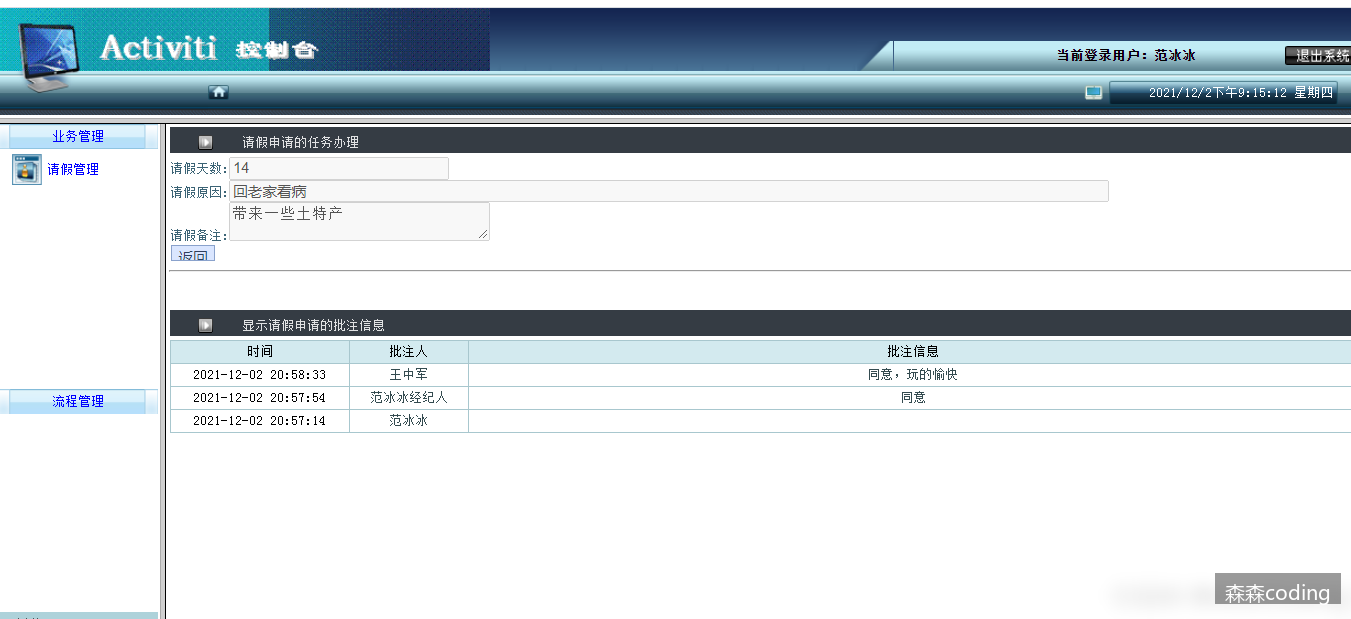 Activiti 控制台
当前登录用户：范冰冰
退出系统
2021/12/2下午9:15:12 星期四
业务管理
请假管理
流程管理
请假申请的任务办理
请假天数：14
请假原因：回老家看病
带来一些土特产
请假备注：
返回
显示请假申请的批注信息
时间 批注人 批注信息
2021-12-02 20:58:33 王中军 同意，玩的愉快
2021-12-02 20:57:54 范冰冰经纪人 同意
2021-12-02 20:57:14 范冰冰
森森coding